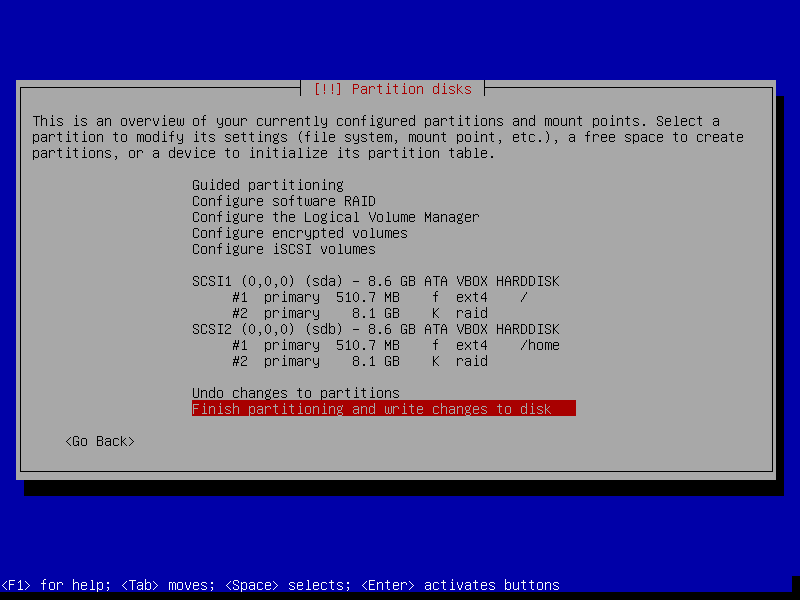 [!!] Partition disks
This is an overview of your currently configured partitions and mount points. Select a
partition to modify its settings (file system, mount point, etc.), a free space to create
partitions, or a device to initialize its partition table.
Guided partitioning
Configure software RAID
Configure the Logical Volume Manager
Configure encrypted volumes
Configure iSCSI volumes
SCSI1 (0,0,0) (sda) - 8.6 GB ATA VBOX HARDDISK
#1 primary 510.7 MB f ext4 /
#2 primary 8.1 GB K raid
SCSI2 (0,0,0) (sdb) - 8.6 GB ATA VBOX HARDDISK
#1 primary 510.7 MB f ext4 /home
#2 primary 8.1 GB K raid
Undo changes to partitions
Finish partitioning and write changes to disk
<Go Back>
<F1> for help; <Tab> moves; <Space> selects; <Enter> activates buttons